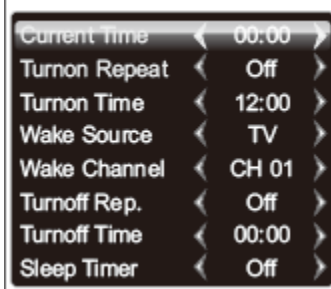 Current Time 00:00
Turnon Repeat Off
Turnon Time 12:00
Wake Source TV
Wake Channel CH 01
Turnoff Rep. Off
Turnoff Time 00:00
Sleep Timer Off